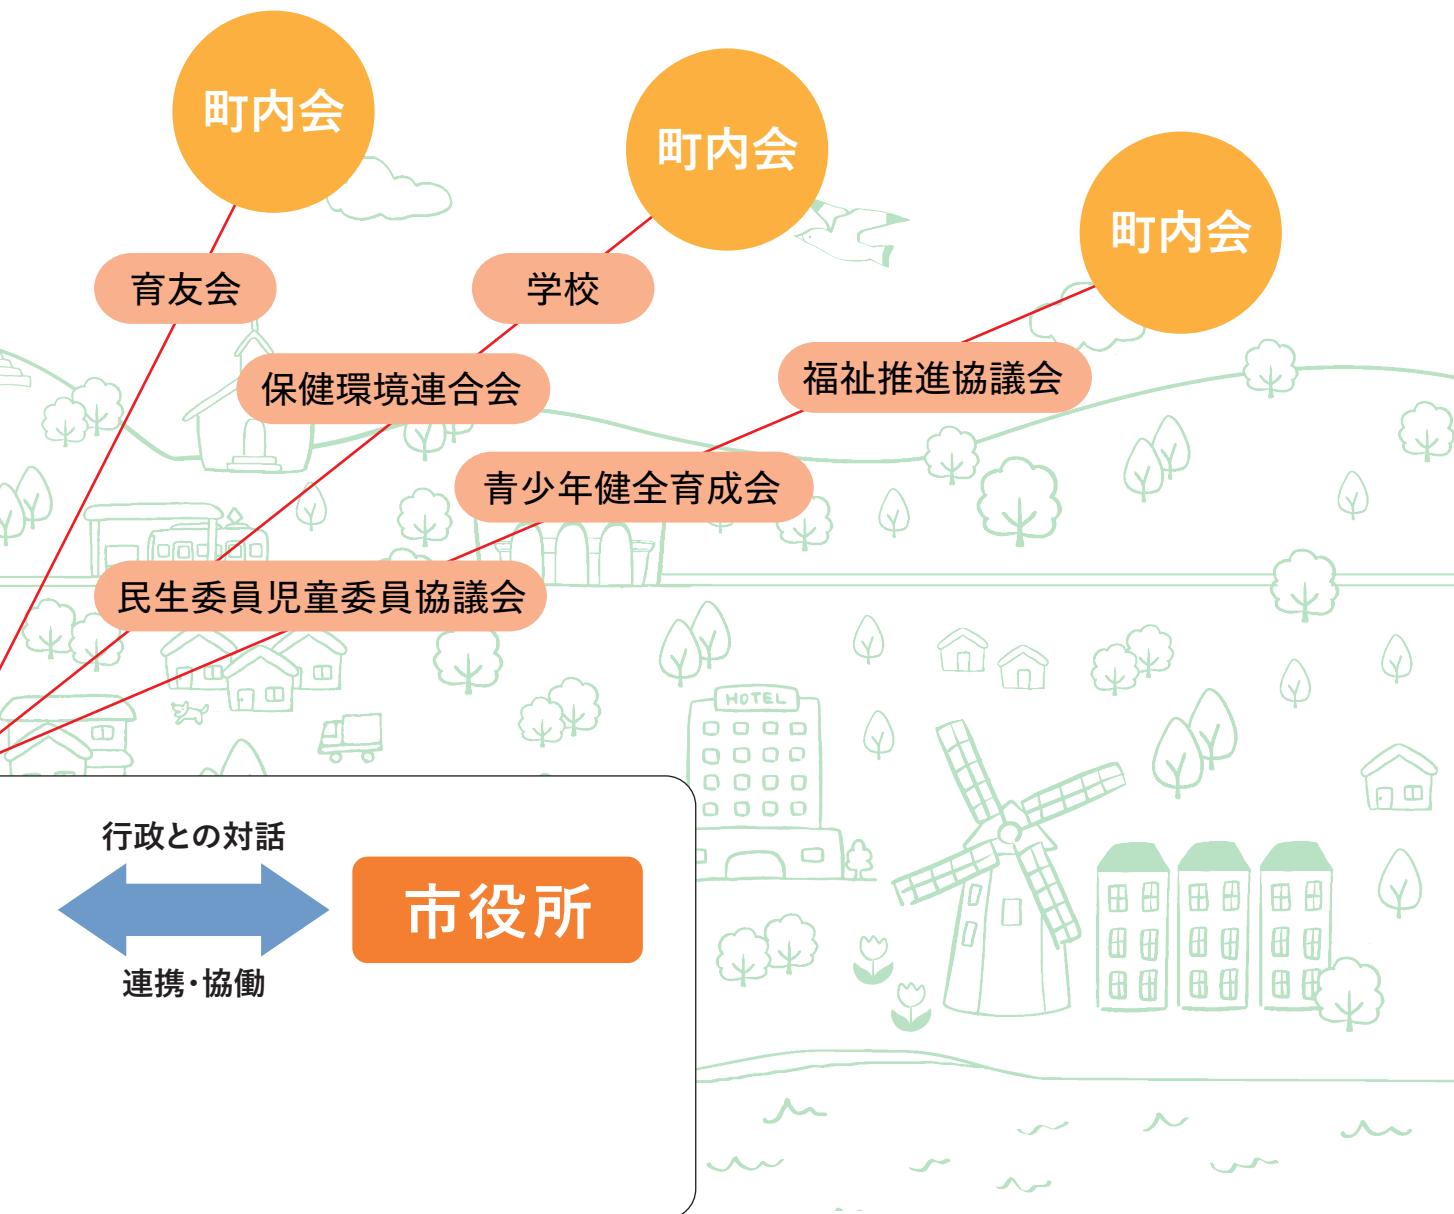 町内会
町内会
町内会
育友会
学校
保健環境連合会
福祉推進協議会
青少年健全育成会
民生委員児童委員協議会
HOTEL
行政との対話
市役所
連携・協働